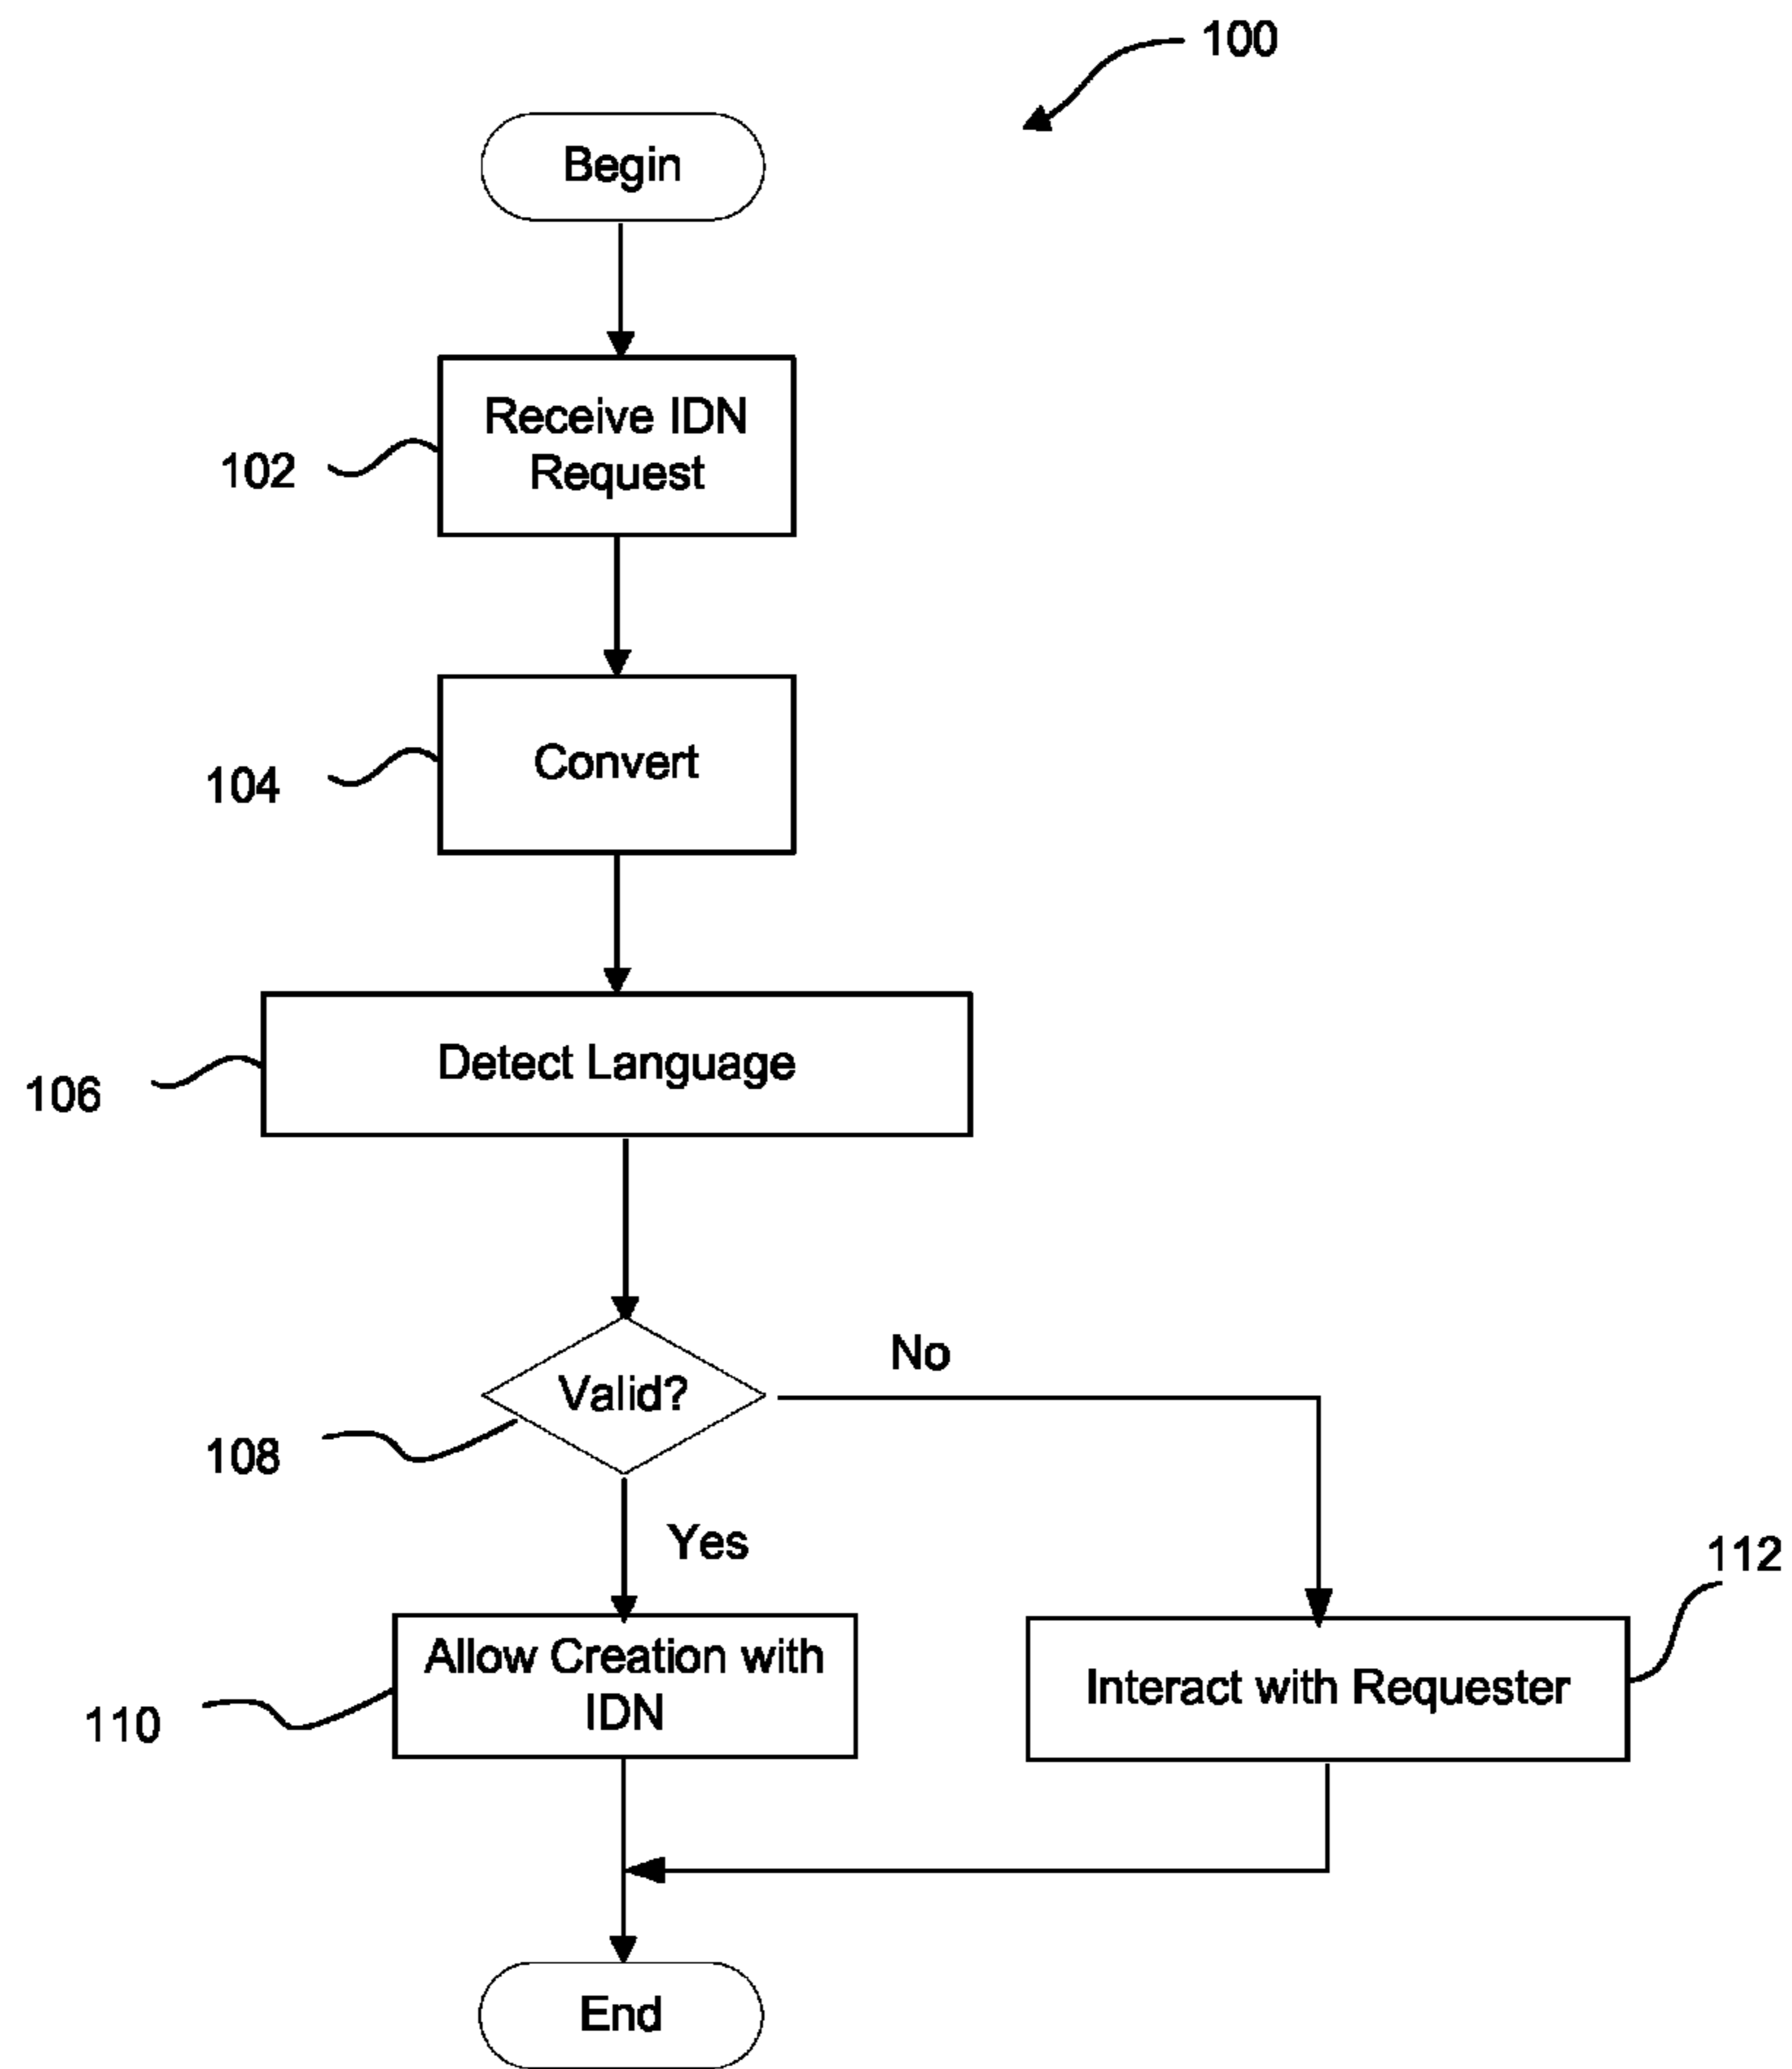 100
Begin
Receive IDN
Request
102
Convert
104
Detect Language
106
Valid?
No
108
Yes
112
Allow Creation with
IDN
Interact with Requester
110
End